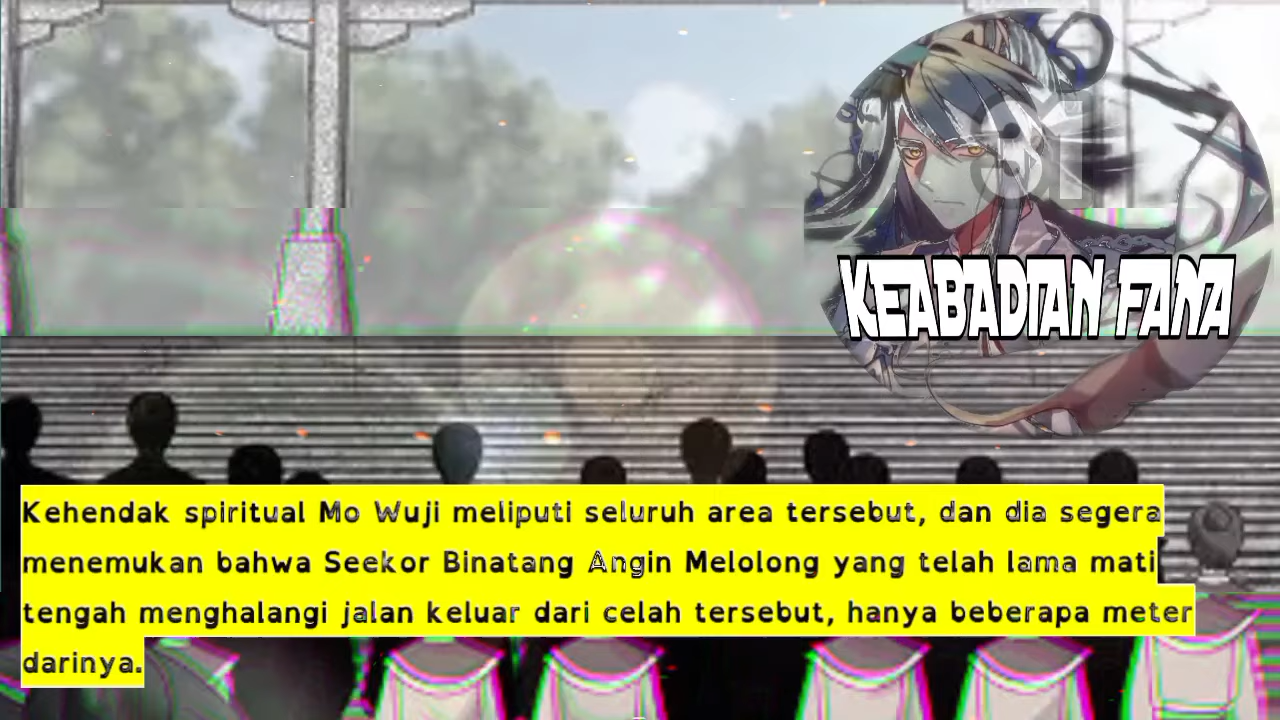 KEABADIAN FANA
Kehendak spiritual Mo Wuji meliputi seluruh area tersebut, dan dia segera
menemukan bahwa Seekor Binatang Angin Melolong yang telah lama mati
tengah menghalangi jalan keluar dari celah tersebut, hanya beberapa meter
darinya.